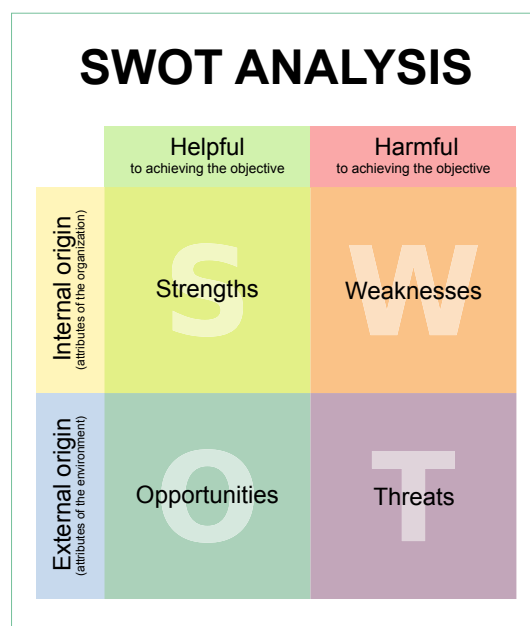 SWOT ANALYSIS
Helpful
to achieving the objective
Harmful
to achieving the objective
Internal origin
(attributes of the organization)
S
Strengths
W
Weaknesses
External origin
(attributes of the environment)
O
Opportunities
T
Threats